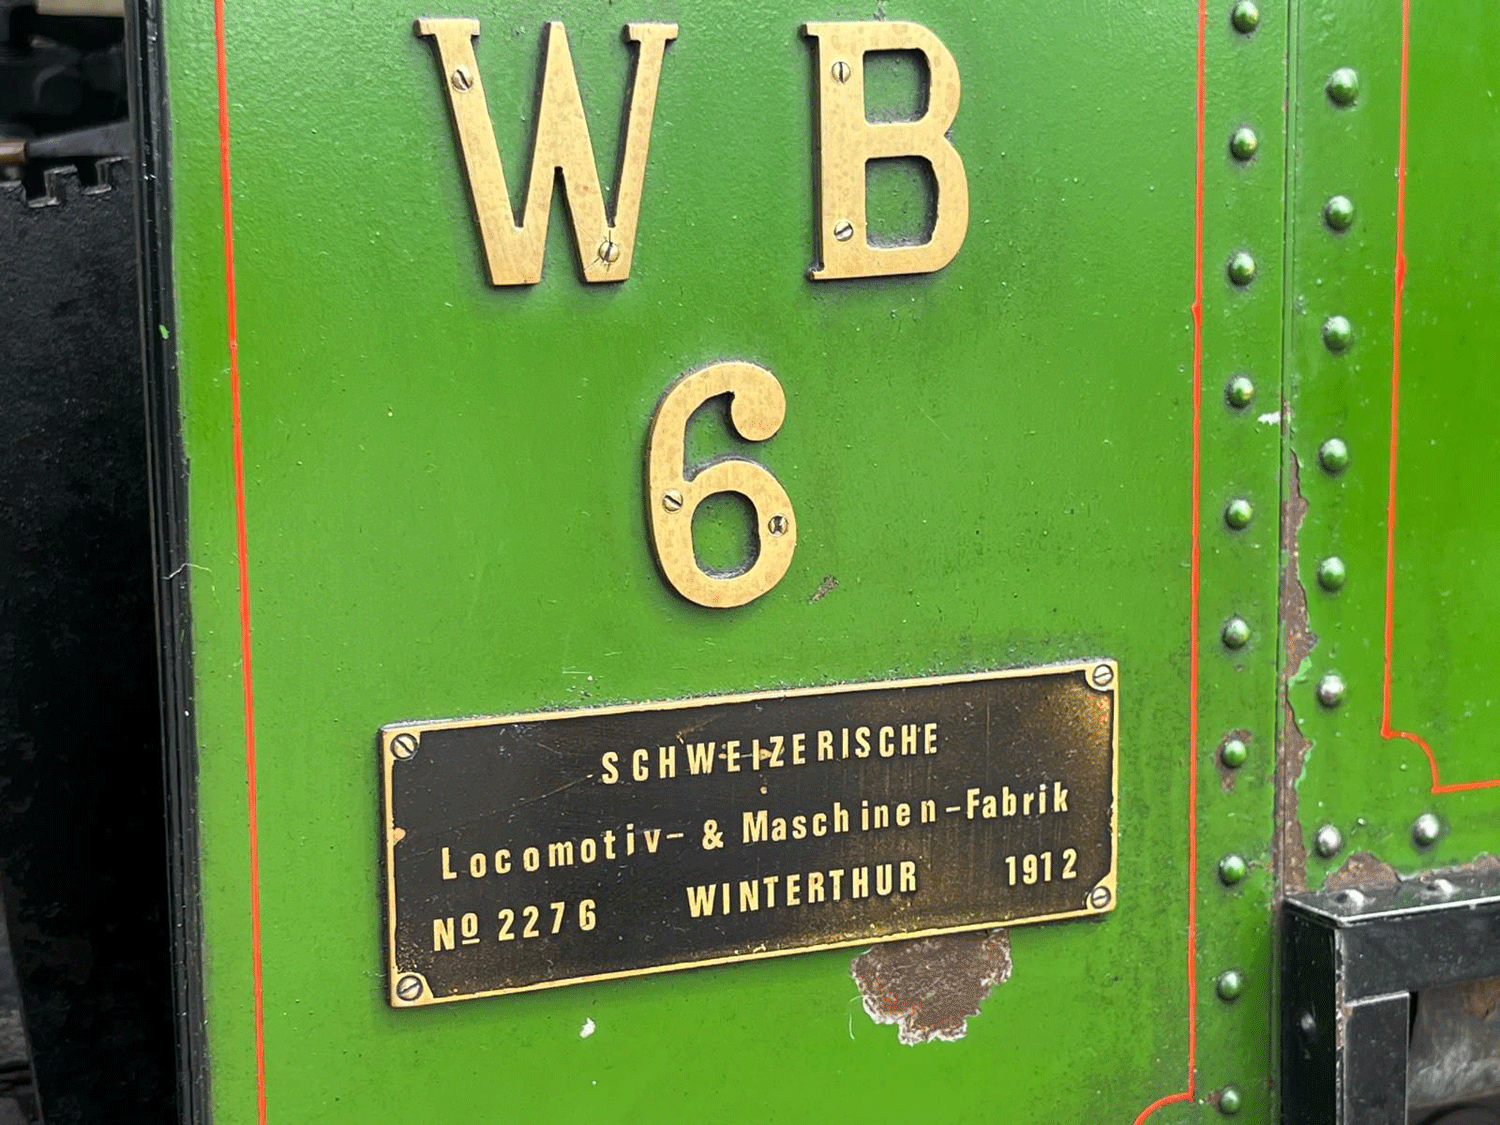 W B
6
SCHWEIZERISCHE
Locomotiv- & Maschinen-Fabrik
Nº 2276 WINTERTHUR 1912